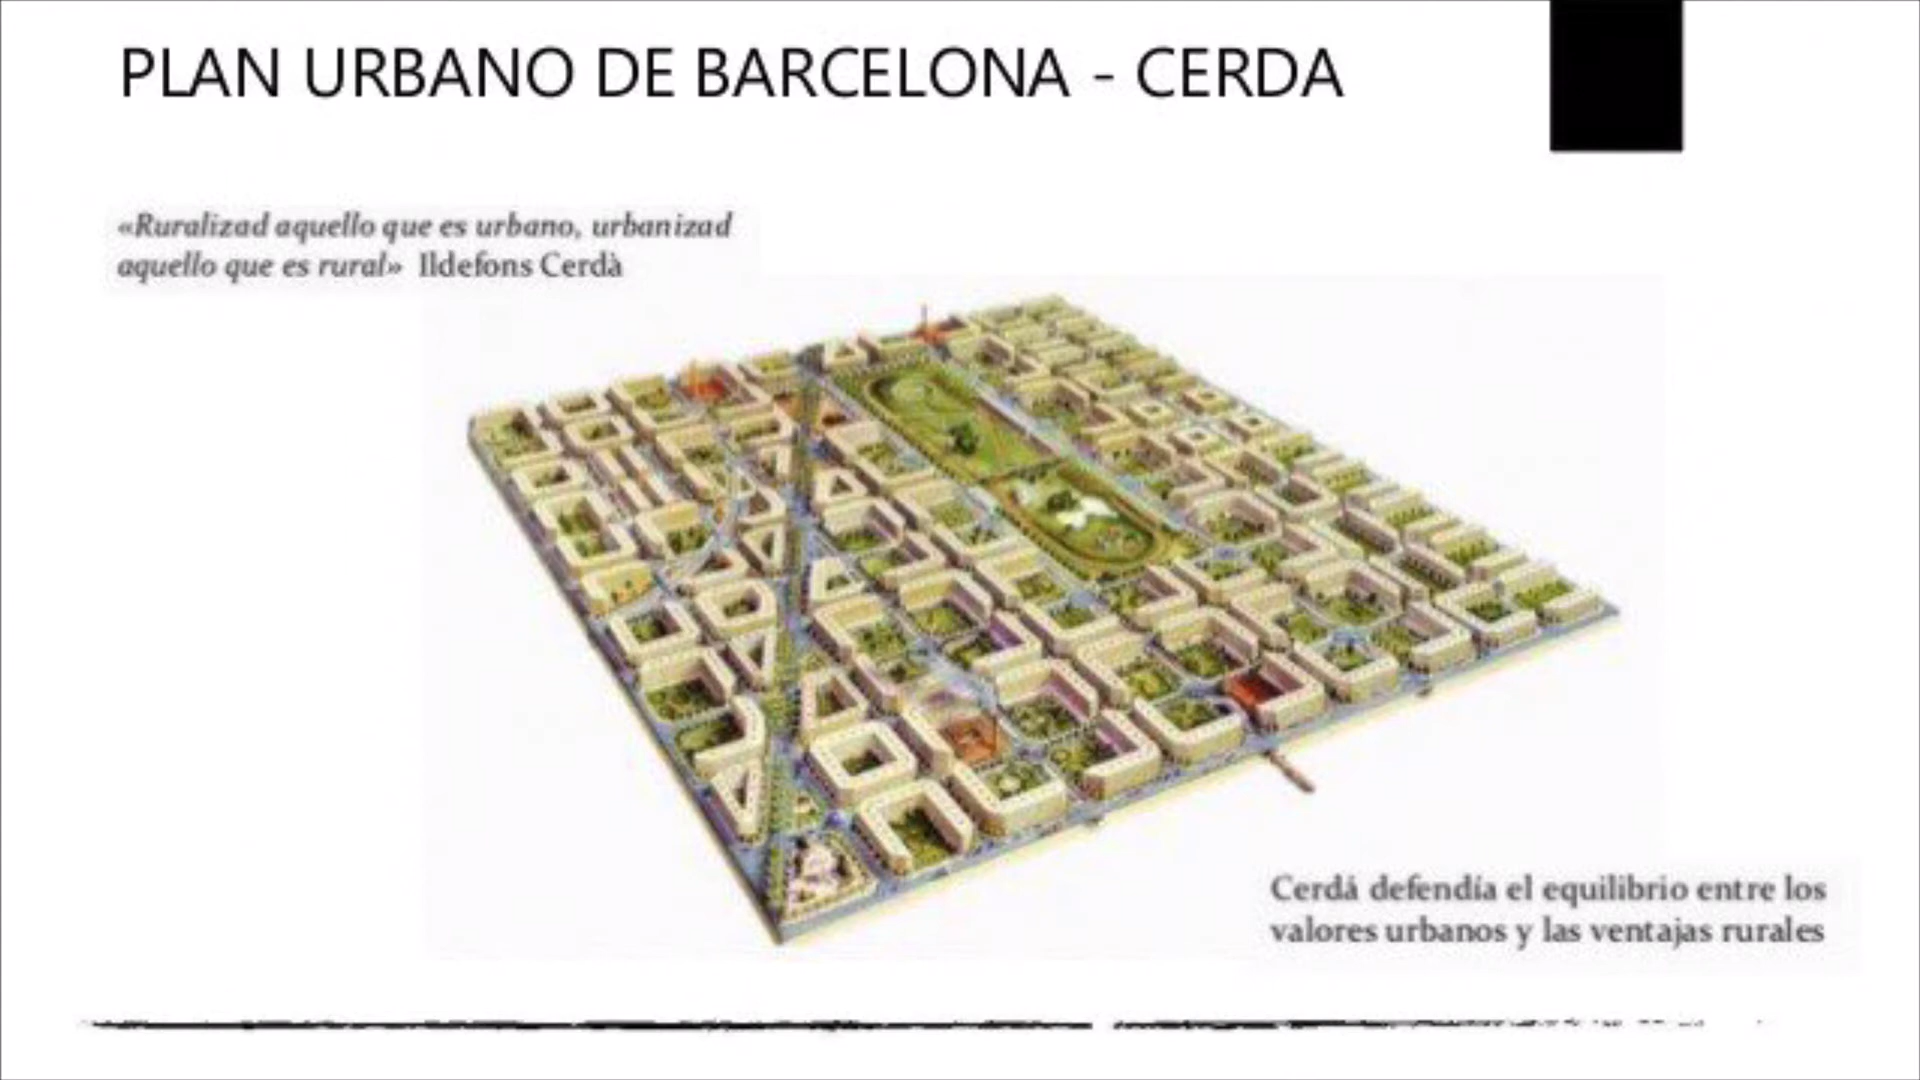 PLAN URBANO DE BARCELONA - CERDA
«Ruralizad aquello que es urbano, urbanizad
aquello que es rural» Ildefons Cerdà
Cerdá defendía el equilibrio entre los
valores urbanos y las ventajas rurales